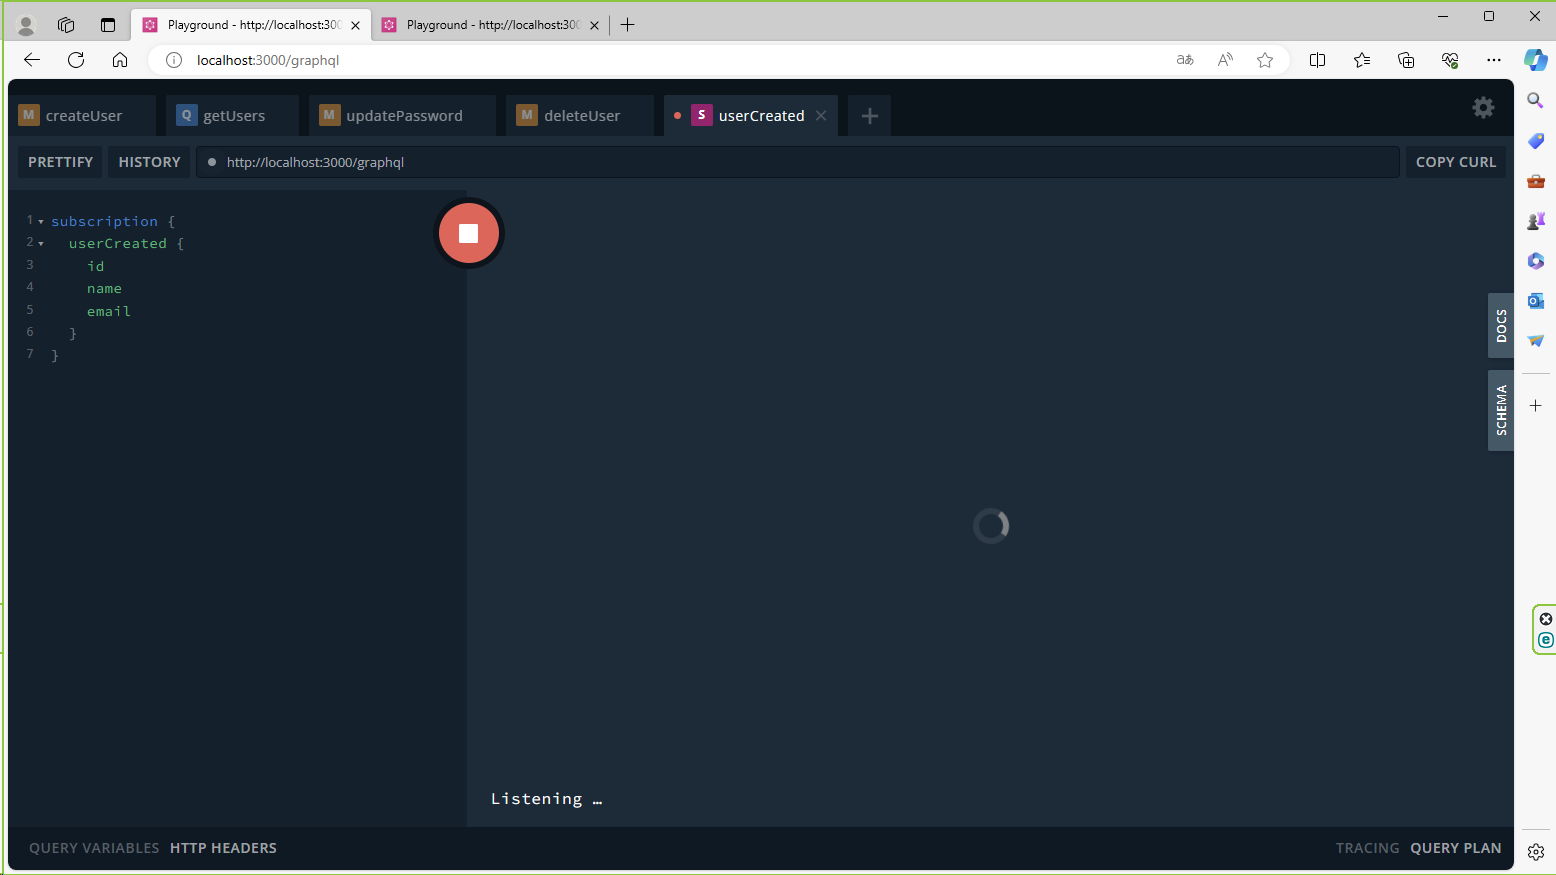 Playground - http://localhost:300
Playground - http://localhost:300
localhost:3000/graphql
M createUser
Q getUsers
M updatePassword
M deleteUser
S userCreated
PRETTIFY
HISTORY
http://localhost:3000/graphql
COPY CURL
1 subscription {
2 userCreated {
3 id
4 name
5 email
6 }
7 }
DOCS
SCHEMA
Listening …
QUERY VARIABLES
HTTP HEADERS
TRACING
QUERY PLAN